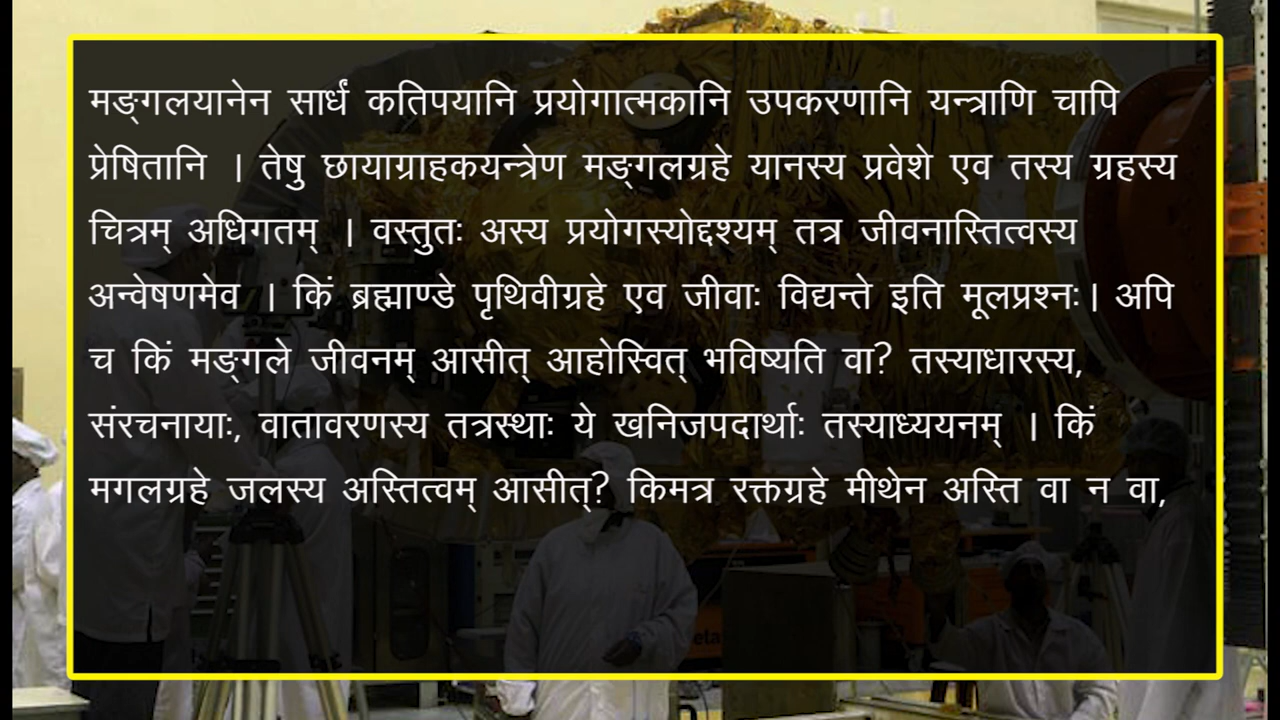 मङ्गलयानेन सार्धं कतिपयानि प्रयोगात्मकानि उपकरणानि यन्त्राणि चापि
प्रेषितानि । तेषु छायाग्राहकयन्त्रेण मङ्गलग्रहे यानस्य प्रवेशे एव तस्य ग्रहस्य
चित्रम् अधिगतम् । वस्तुतः अस्य प्रयोगस्योद्दश्यम् तत्र जीवनास्तित्वस्य
अन्वेषणमेव । किं ब्रह्माण्डे पृथिवीग्रहे एव जीवाः विद्यन्ते इति मूलप्रश्नः। अपि
च किं मङ्गले जीवनम् आसीत् आहोस्वित् भविष्यति वा? तस्याधारस्य,
संरचनायाः, वातावरणस्य तत्रस्थाः ये खनिजपदार्थाः तस्याध्ययनम् । किं
मगलग्रहे जलस्य अस्तित्वम् आसीत्? किमत्र रक्तग्रहे मीथेन अस्ति वा न वा,